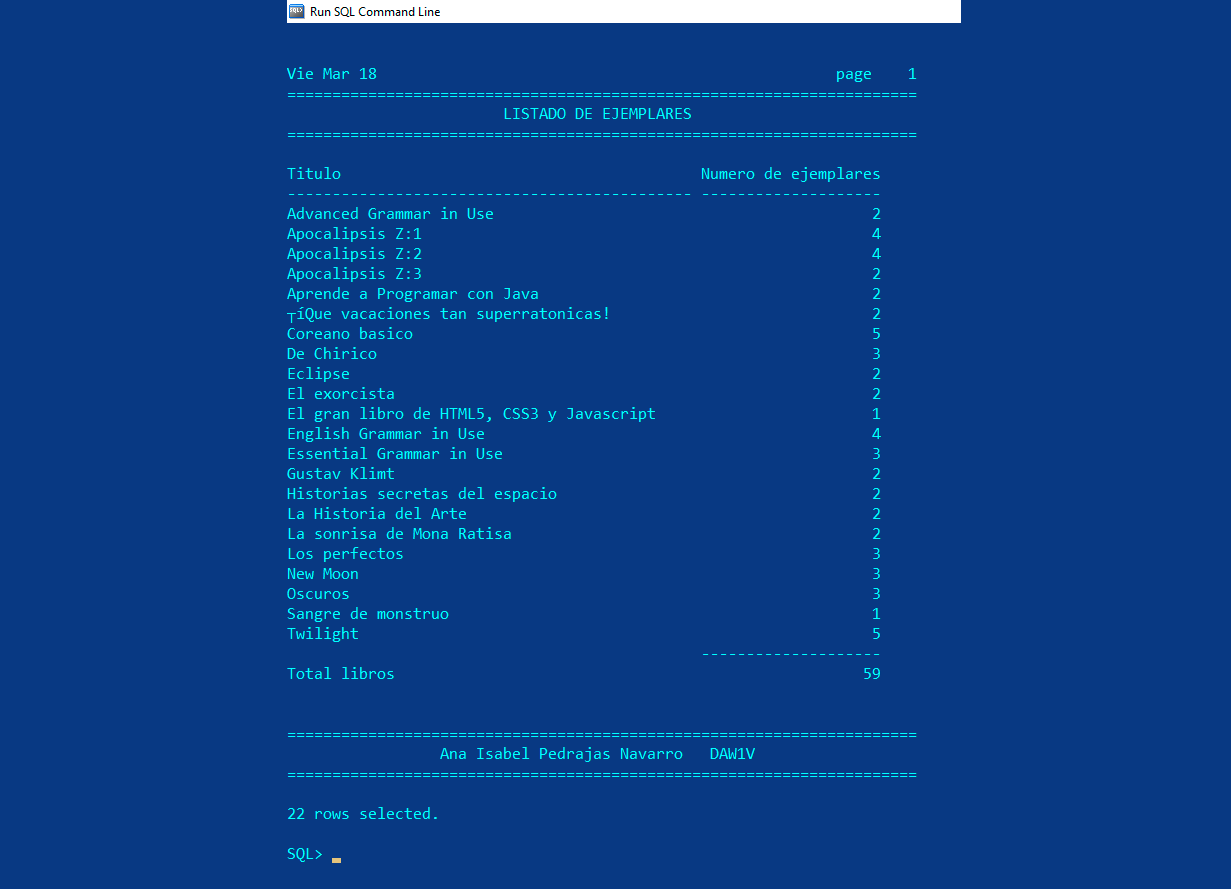 Run SQL Command Line
Vie Mar 18 page 1
======================================================================
LISTADO DE EJEMPLARES
======================================================================
Titulo Numero de ejemplares
--------------------------------------------- --------------------
Advanced Grammar in Use 2
Apocalipsis Z:1 4
Apocalipsis Z:2 4
Apocalipsis Z:3 2
Aprende a Programar con Java 2
┬íQue vacaciones tan superratonicas! 2
Coreano basico 5
De Chirico 3
Eclipse 2
El exorcista 2
El gran libro de HTML5, CSS3 y Javascript 1
English Grammar in Use 4
Essential Grammar in Use 3
Gustav Klimt 2
Historias secretas del espacio 2
La Historia del Arte 2
La sonrisa de Mona Ratisa 2
Los perfectos 3
New Moon 3
Oscuros 3
Sangre de monstruo 1
Twilight 5
--------------------
Total libros 59
======================================================================
Ana Isabel Pedrajas Navarro DAW1V
======================================================================
22 rows selected.
SQL>